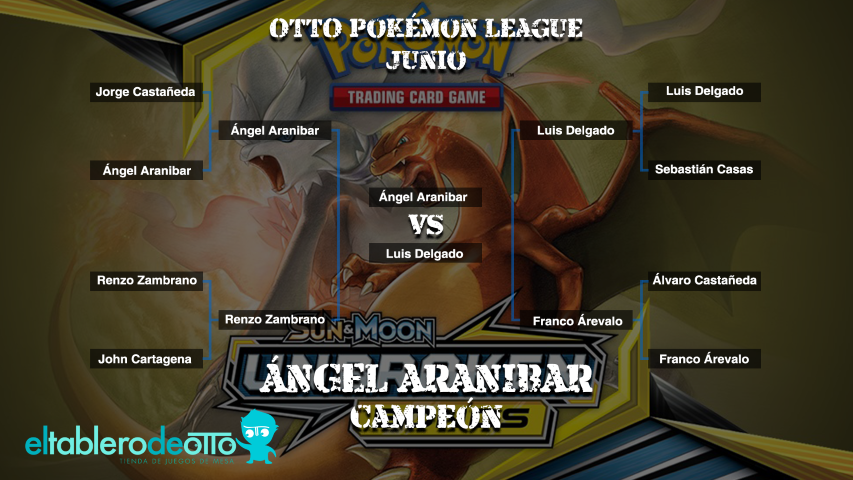 OTTO POKÉMON LEAGUE
JUNIO
POKÉMON
TRADING CARD GAME
Jorge Castañeda
Ángel Aranibar
Ángel Aranibar
Renzo Zambrano
Renzo Zambrano
John Cartagena
Ángel Aranibar
VS
Luis Delgado
Luis Delgado
Luis Delgado
Sebastián Casas
Franco Árevalo
Álvaro Castañeda
Franco Árevalo
SUN & MOON
UNBROKEN
ÁNGEL ARANIBAR
CAMPEÓN
eltablerodeOTTO
TIENDA DE JUEGOS DE MESA